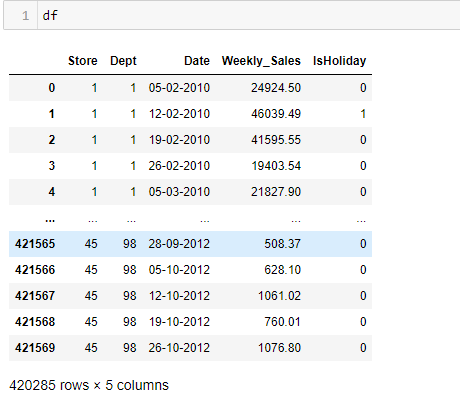 1 df
Store Dept Date Weekly_Sales IsHoliday
0 1 1 05-02-2010 24924.50 0
1 1 1 12-02-2010 46039.49 1
2 1 1 19-02-2010 41595.55 0
3 1 1 26-02-2010 19403.54 0
4 1 1 05-03-2010 21827.90 0
... ... ... ... ... ...
421565 45 98 28-09-2012 508.37 0
421566 45 98 05-10-2012 628.10 0
421567 45 98 12-10-2012 1061.02 0
421568 45 98 19-10-2012 760.01 0
421569 45 98 26-10-2012 1076.80 0
420285 rows × 5 columns